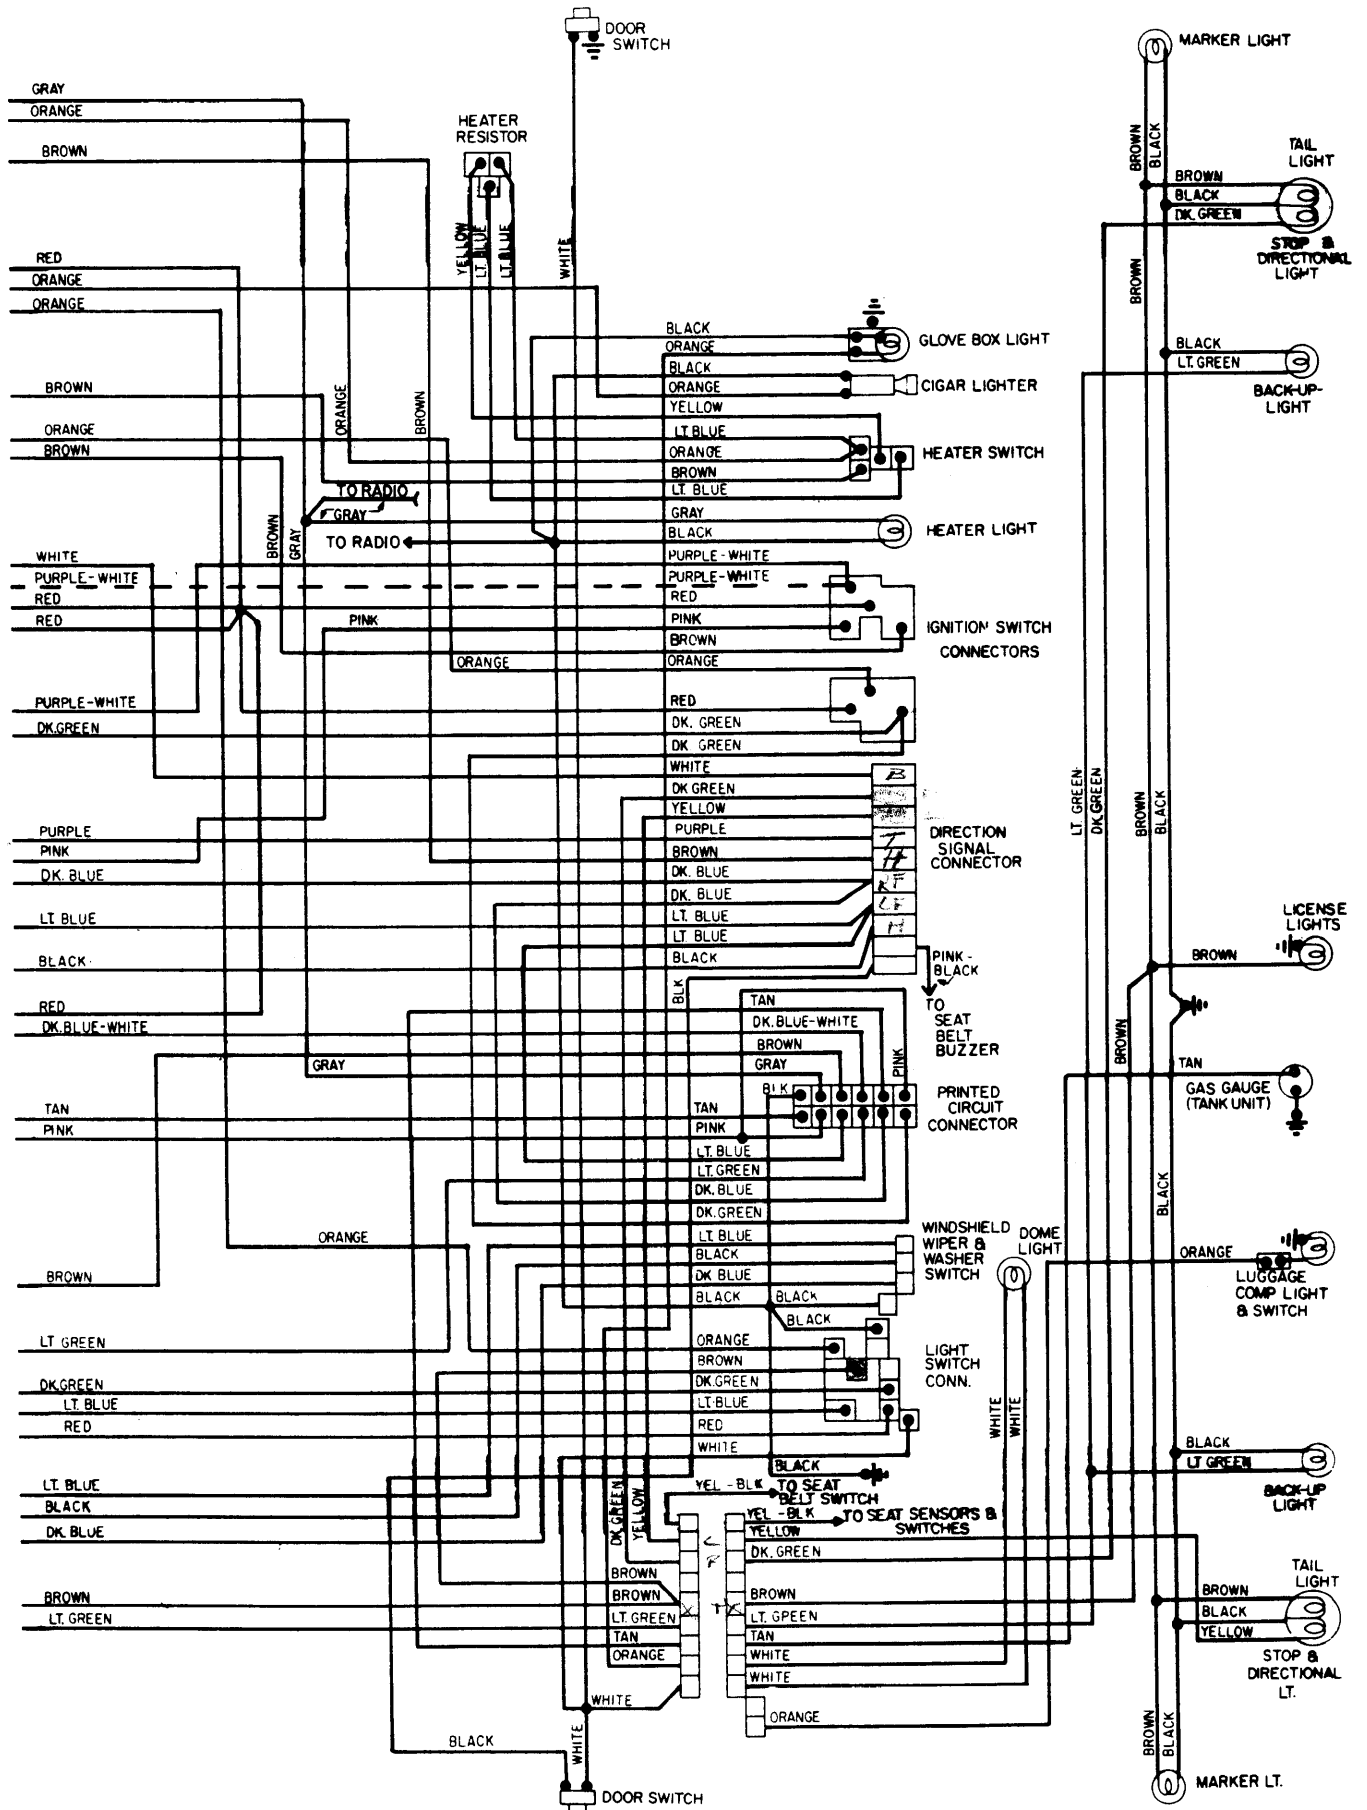 DOOR
SWITCH
MARKER LIGHT
GRAY
ORANGE
BROWN
HEATER
RESISTOR
BROWN
BLACK
TAIL
LIGHT
BROWN
BLACK
DK. GREEN
STOP &
DIRECTIONAL
LIGHT
YELLOW
LT. BLUE
LT. BLUE
WHITE
BROWN
RED
ORANGE
ORANGE
BLACK
ORANGE
GLOVE BOX LIGHT
BLACK
ORANGE
CIGAR LIGHTER
YELLOW
BLACK
LT. GREEN
BACK-UP-
LIGHT
BROWN
ORANGE
BROWN
ORANGE
BROWN
LT BLUE
ORANGE
BROWN
LT. BLUE
HEATER SWITCH
TO RADIO
GRAY
TO RADIO
BROWN
GRAY
GRAY
BLACK
HEATER LIGHT
WHITE
PURPLE-WHITE
RED
RED
PINK
PURPLE-WHITE
PURPLE-WHITE
RED
PINK
BROWN
IGNITION SWITCH
CONNECTORS
ORANGE
ORANGE
PURPLE-WHITE
DK.GREEN
RED
DK. GREEN
DK GREEN
WHITE
DK GREEN
YELLOW
PURPLE
BROWN
DK. BLUE
DK. BLUE
LT. BLUE
LT. BLUE
BLACK
B
T
H
RF
LF
H
DIRECTION
SIGNAL
CONNECTOR
LT. GREEN
DK.GREEN
BROWN
BLACK
PURPLE
PINK
DK. BLUE
LT BLUE
BLACK
RED
DK.BLUE-WHITE
PINK-
BLACK
TO
SEAT
BELT
BUZZER
LICENSE
LIGHTS
BROWN
BLK
TAN
DK.BLUE-WHITE
BROWN
GRAY
GRAY
PINK
BROWN
TAN
GAS GAUGE
(TANK UNIT)
BLK
PRINTED
CIRCUIT
CONNECTOR
TAN
PINK
TAN
PINK
LT. BLUE
LT. GREEN
DK. BLUE
DK.GREEN
BLACK
WINDSHIELD
WIPER &
WASHER
SWITCH
DOME
LIGHT
ORANGE
LT BLUE
BLACK
DK BLUE
BLACK
BLACK
BLACK
ORANGE
LUGGAGE
COMP LIGHT
& SWITCH
BROWN
LT GREEN
DK.GREEN
LT. BLUE
RED
ORANGE
BROWN
DK.GREEN
LT.BLUE
RED
WHITE
LIGHT
SWITCH
CONN.
WHITE
WHITE
BLACK
LT GREEN
BACK-UP
LIGHT
BLACK
LT. BLUE
BLACK
DK. BLUE
YEL-BLK
TO SEAT
BELT SWITCH
YEL-BLK
TO SEAT SENSORS &
SWITCHES
YELLOW
DK. GREEN
DK.GREEN
YELLOW
BROWN
LT. GREEN
BROWN
BROWN
LT GREEN
TAN
ORANGE
BROWN
LT. GREEN
TAN
WHITE
WHITE
ORANGE
TAIL
LIGHT
BROWN
BLACK
YELLOW
STOP &
DIRECTIONAL
LT.
WHITE
WHITE
BLACK
DOOR SWITCH
BROWN
BLACK
MARKER LT.